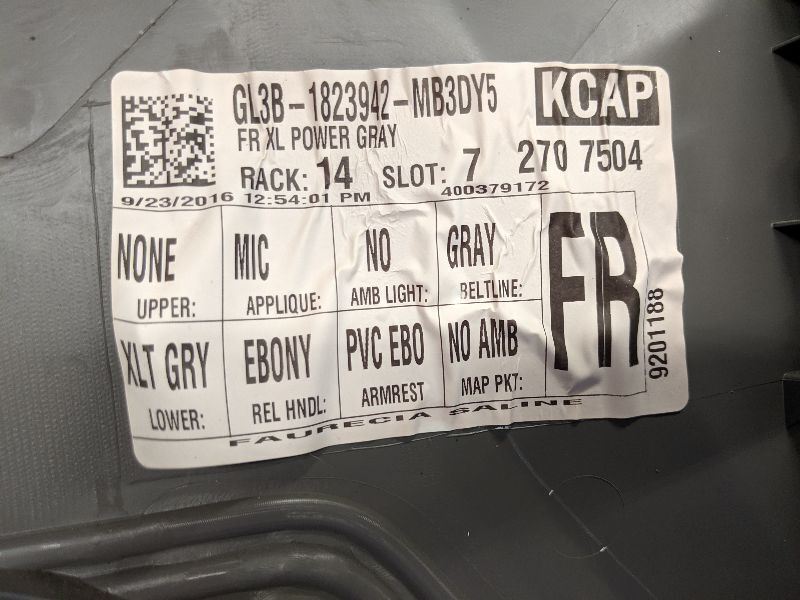 GL3B-1823942-MB3DY5 KCAP
FR XL POWER GRAY
RACK: 14 SLOT: 7 270 7504
9/23/2016 12:54:01 PM 400379172
NONE MIC NO GRAY FR
UPPER: APPLIQUE: AMB LIGHT: BELTLINE:
XLT GRY EBONY PVC EBO NO AMB
LOWER: REL HNDL: ARMREST MAP PKT:
9201188
FAURECIA SALINE